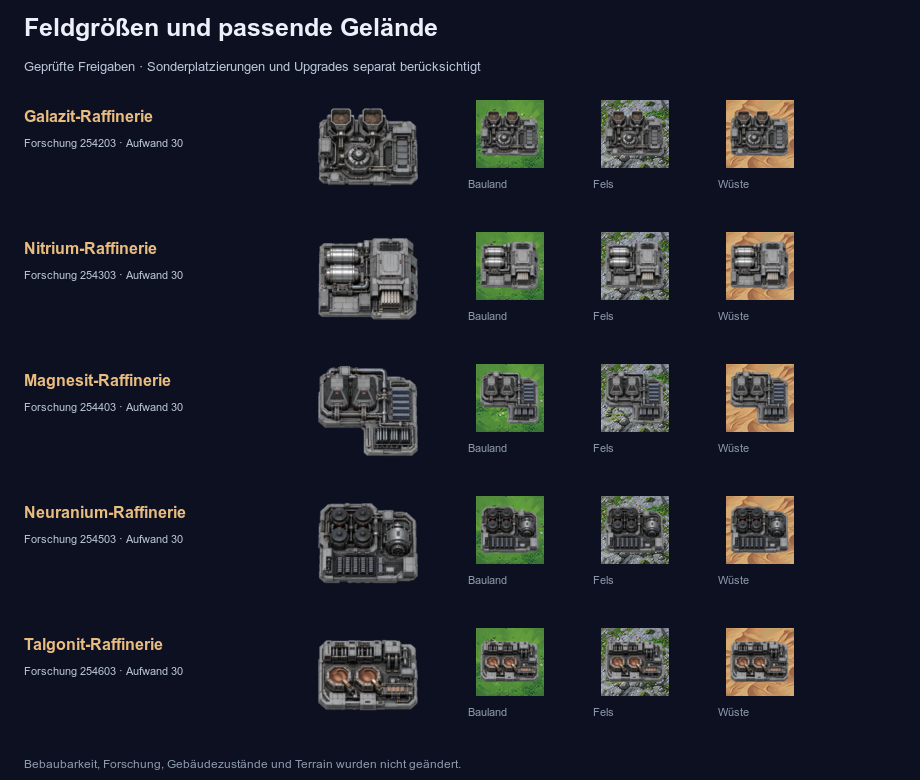 Feldgrößen und passende Gelände
Geprüfte Freigaben · Sonderplatzierungen und Upgrades separat berücksichtigt
Galazit-Raffinerie
Forschung 254203 · Aufwand 30
Bauland
Fels
Wüste
Nitrium-Raffinerie
Forschung 254303 · Aufwand 30
Bauland
Fels
Wüste
Magnesit-Raffinerie
Forschung 254403 · Aufwand 30
Bauland
Fels
Wüste
Neuranium-Raffinerie
Forschung 254503 · Aufwand 30
Bauland
Fels
Wüste
Talgonit-Raffinerie
Forschung 254603 · Aufwand 30
Bauland
Fels
Wüste
Bebaubarkeit, Forschung, Gebäudezustände und Terrain wurden nicht geändert.